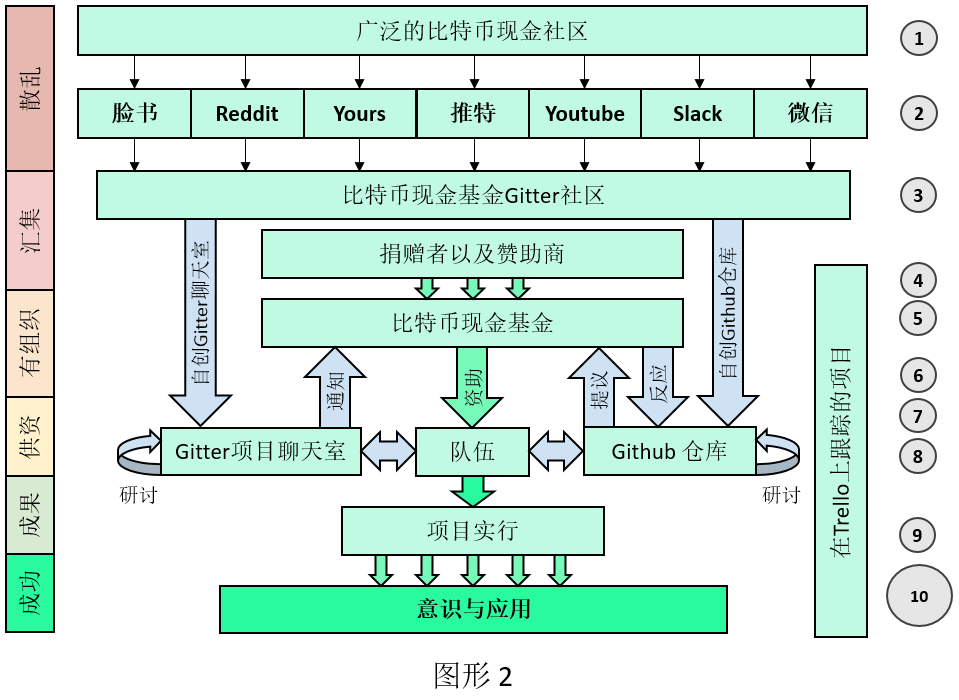 散乱
汇集
有组织
供资
成果
成功
广泛的比特币现金社区
脸书
Reddit
Yours
推特
Youtube
Slack
微信
比特币现金基金Gitter社区
自创Gitter聊天室
捐赠者以及赞助商
自创Github仓库
比特币现金基金
通知
资助
提议
反应
Gitter项目聊天室
队伍
Github 仓库
研讨
研讨
项目实行
意识与应用
在Trello上跟踪的项目
1
2
3
4
5
6
7
8
9
10
图形 2